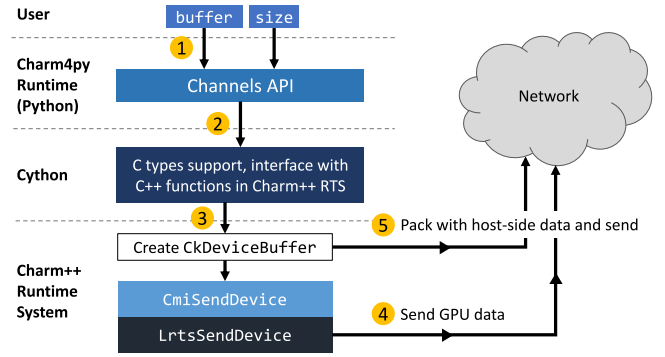 User
buffer
size
1
Charm4py
Runtime
(Python)
Channels API
Network
2
Cython
C types support, interface with
C++ functions in Charm++ RTS
3
5 Pack with host-side data and send
Create CkDeviceBuffer
Charm++
Runtime
System
CmiSendDevice
4 Send GPU data
LrtsSendDevice